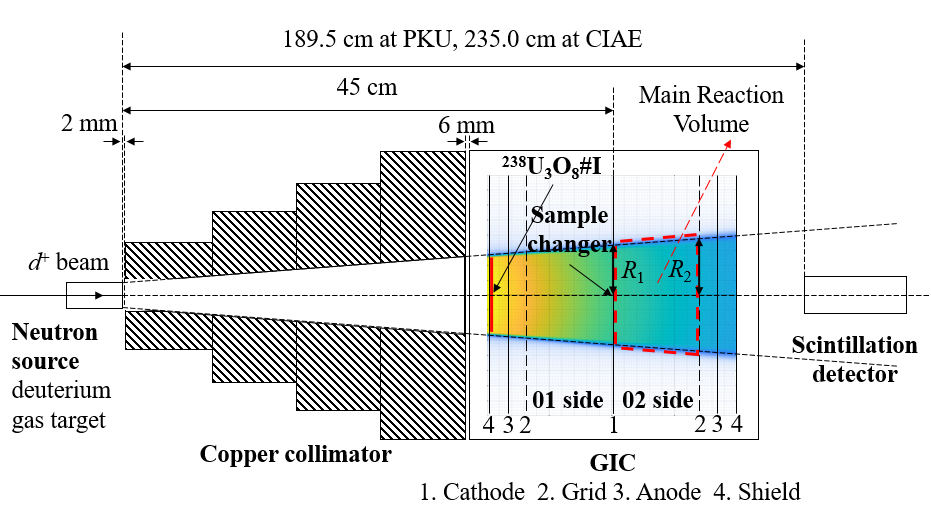 189.5 cm at PKU, 235.0 cm at CIAE
45 cm
Main Reaction
Volume
2 mm
6 mm
²³⁸U₃O₈#I
Sample
changer
d⁺ beam
R₁
R₂
Neutron
source
deuterium
gas target
Scintillation
detector
01 side
02 side
4 3 2 1 2 3 4
Copper collimator
GIC
1. Cathode 2. Grid 3. Anode 4. Shield